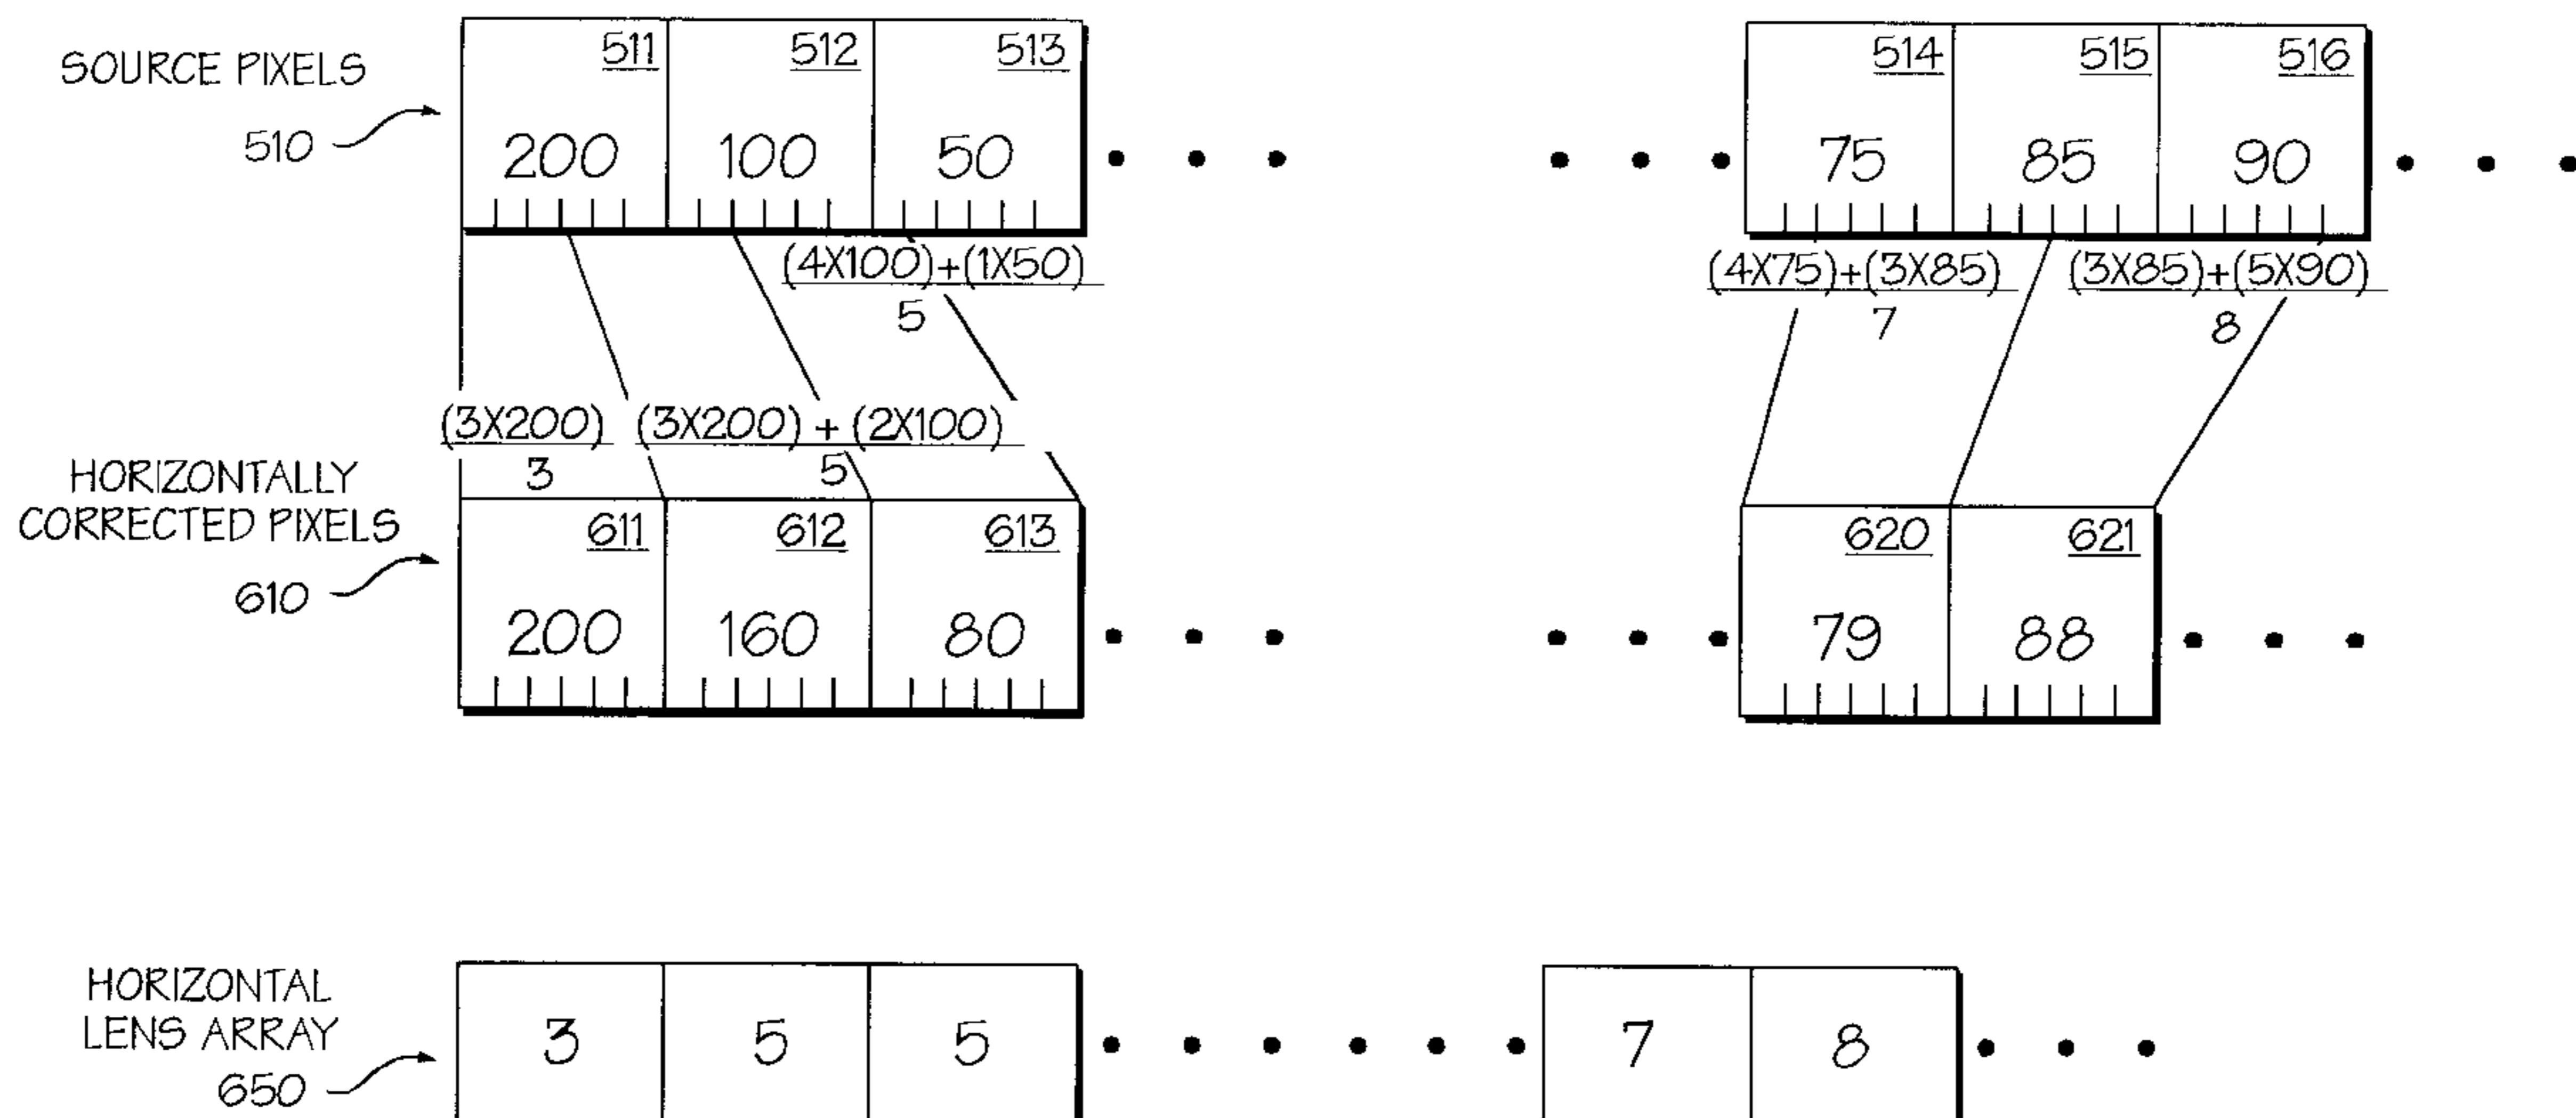 SOURCE PIXELS
510
511 512 513 514 515 516
200 100 50 75 85 90
(4X100)+(1X50)
5
(4X75)+(3X85)
7
(3X85)+(5X90)
8
(3X200)
3
(3X200) + (2X100)
5
HORIZONTALLY
CORRECTED PIXELS
610
611 612 613 620 621
200 160 80 79 88
HORIZONTAL
LENS ARRAY
650
3 5 5 7 8